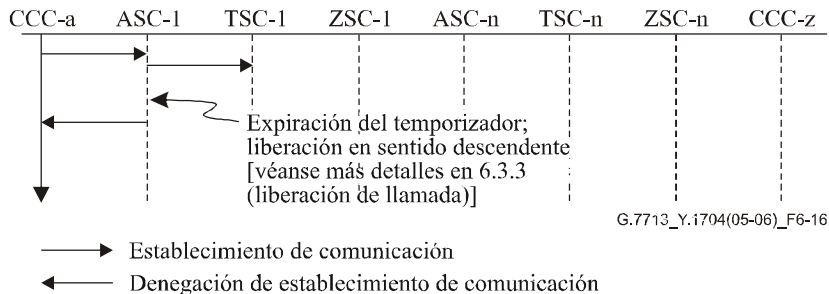 CCC-a ASC-1 TSC-1 ZSC-1 ASC-n TSC-n ZSC-n CCC-z
Expiración del temporizador;
liberación en sentido descendente
[véanse más detalles en 6.3.3
(liberación de llamada)]
G.7713_Y.1704(05-06)_F6-16
Establecimiento de comunicación
Denegación de establecimiento de comunicación